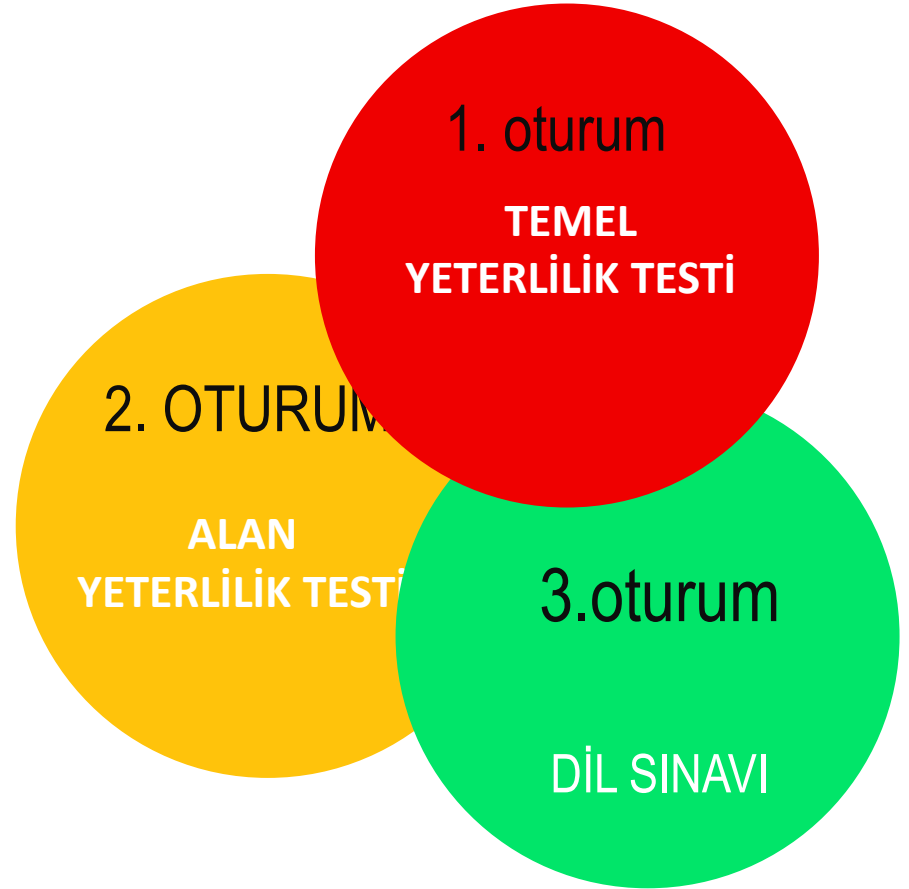 1. oturum
TEMEL
YETERLİLİK TESTİ
2. OTURUM
ALAN
YETERLİLİK TESTİ
3.oturum
DİL SINAVI